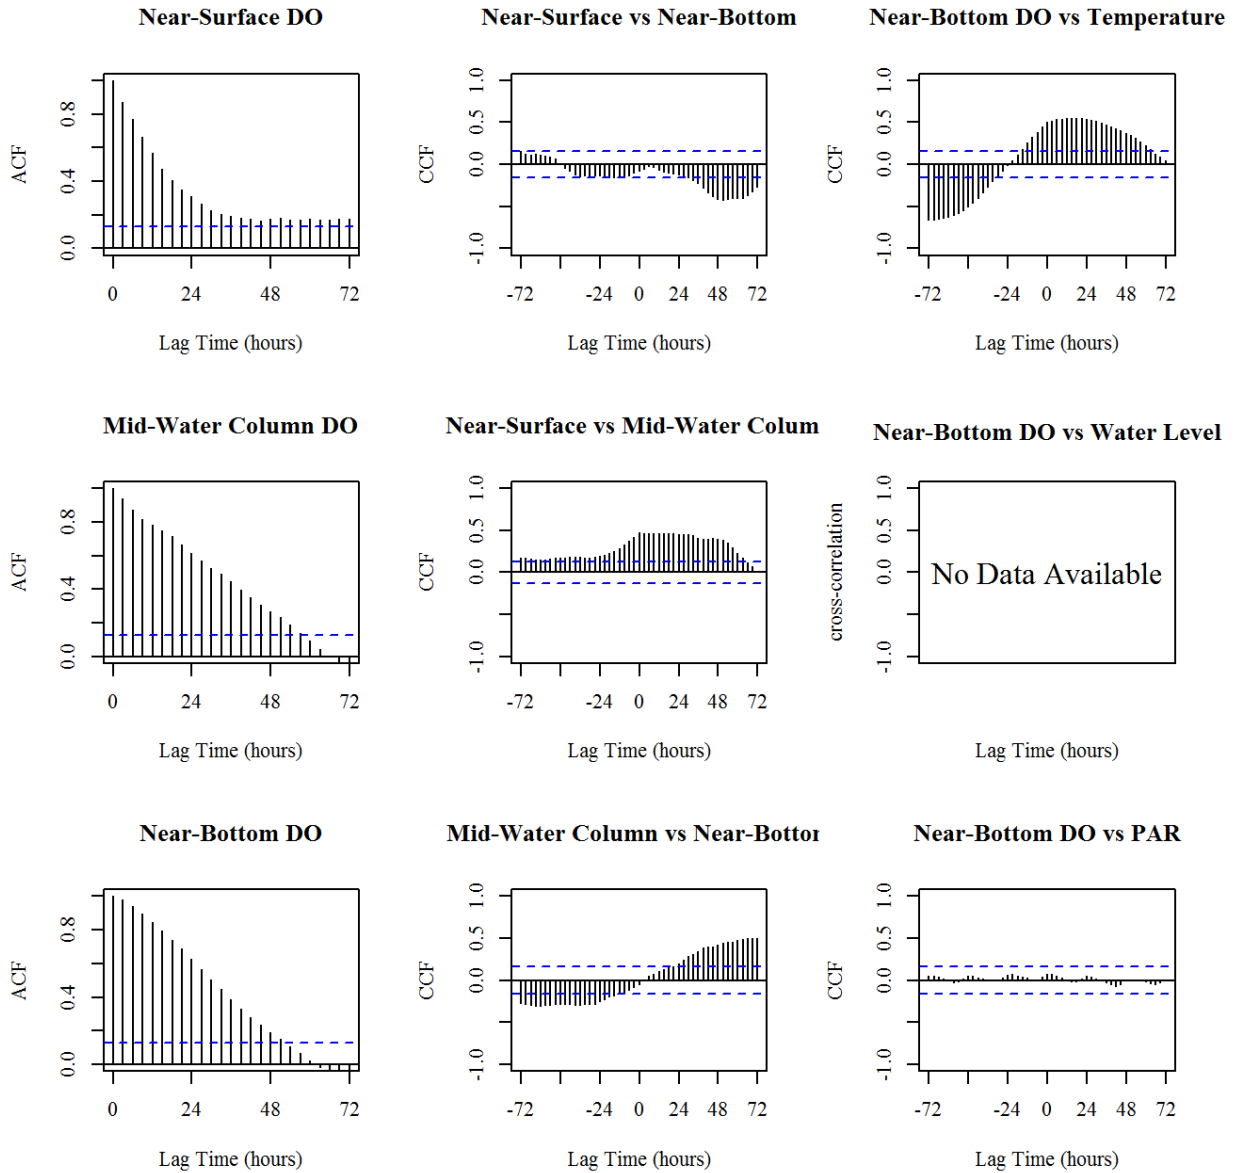 Near-Surface DO
ACF
0.0 0.4 0.8
0 24 48 72
Lag Time (hours)
Near-Surface vs Near-Bottom
CCF
-1.0 0.0 0.5 1.0
-72 -24 0 24 48 72
Lag Time (hours)
Near-Bottom DO vs Temperature
CCF
-1.0 0.0 0.5 1.0
-72 -24 0 24 48 72
Lag Time (hours)
Mid-Water Column DO
ACF
0.0 0.4 0.8
0 24 48 72
Lag Time (hours)
Near-Surface vs Mid-Water Colum
CCF
-1.0 0.0 0.5 1.0
-72 -24 0 24 48 72
Lag Time (hours)
Near-Bottom DO vs Water Level
cross-correlation
-1.0 0.0 0.5 1.0
No Data Available
Lag Time (hours)
Near-Bottom DO
ACF
0.0 0.4 0.8
0 24 48 72
Lag Time (hours)
Mid-Water Column vs Near-Bottor
CCF
-1.0 0.0 0.5 1.0
-72 -24 0 24 48 72
Lag Time (hours)
Near-Bottom DO vs PAR
CCF
-1.0 0.0 0.5 1.0
-72 -24 0 24 48 72
Lag Time (hours)